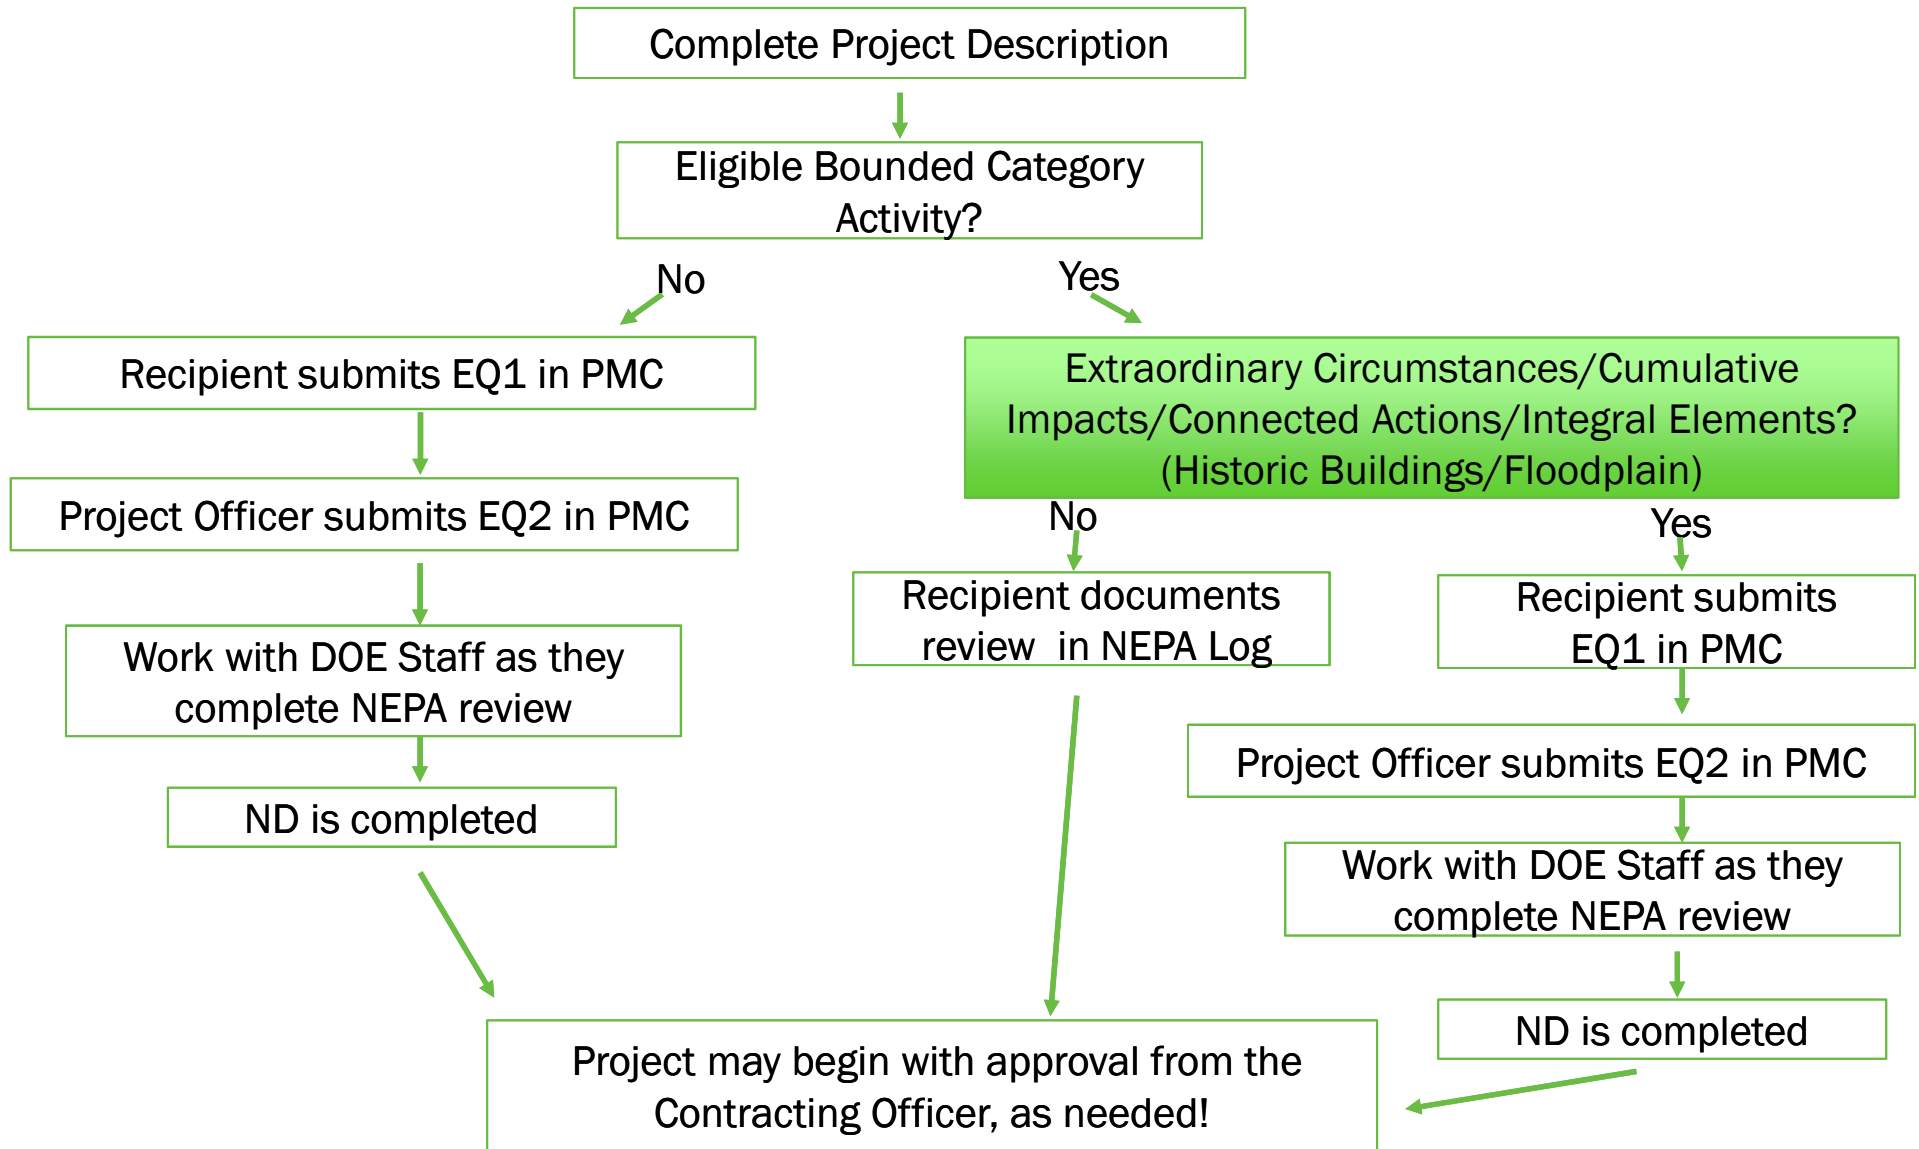 Complete Project Description
Eligible Bounded Category
Activity?
No
Yes
Recipient submits EQ1 in PMC
Project Officer submits EQ2 in PMC
Work with DOE Staff as they
complete NEPA review
ND is completed
Extraordinary Circumstances/Cumulative
Impacts/Connected Actions/Integral Elements?
(Historic Buildings/Floodplain)
No
Yes
Recipient documents
review in NEPA Log
Recipient submits
EQ1 in PMC
Project Officer submits EQ2 in PMC
Work with DOE Staff as they
complete NEPA review
ND is completed
Project may begin with approval from the
Contracting Officer, as needed!